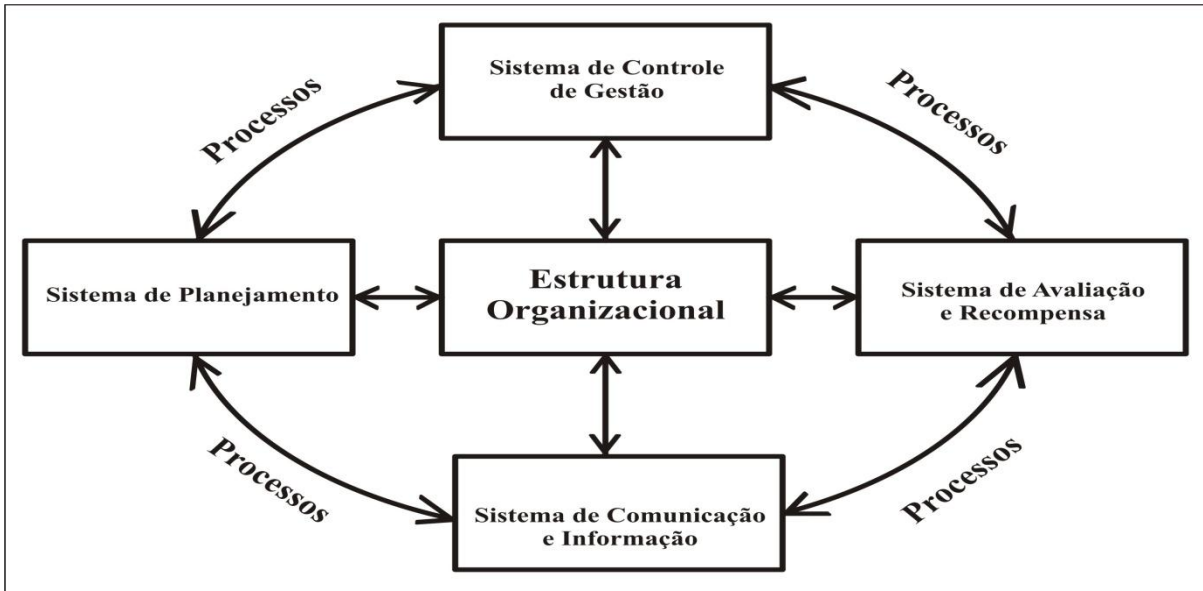 Sistema de Controle
de Gestão
Processos
Processos
Sistema de Planejamento
Estrutura
Organizacional
Sistema de Avaliação
e Recompensa
Processos
Processos
Sistema de Comunicação
e Informação